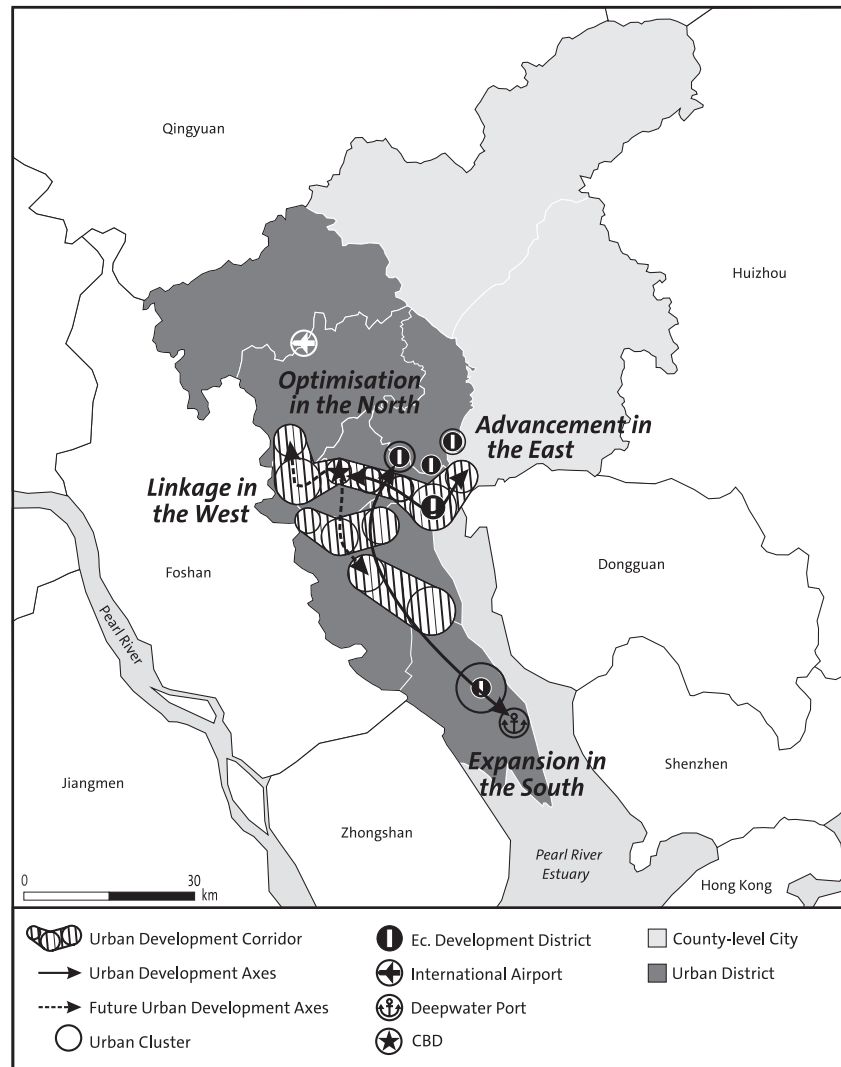 Qingyuan
Huizhou
Optimisation
in the North
Advancement in
the East
Linkage in
the West
Foshan
Dongguan
Pearl River
Expansion in
the South
Shenzhen
Jiangmen
Zhongshan
Pearl River
Estuary
Hong Kong
0 30
km
Urban Development Corridor
Urban Development Axes
Future Urban Development Axes
Urban Cluster
Ec. Development District
International Airport
Deepwater Port
CBD
County-level City
Urban District